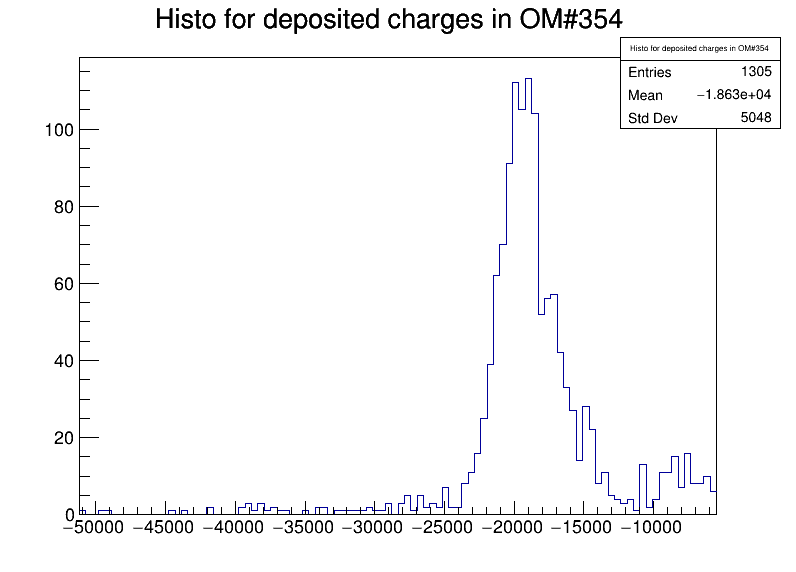 Histo for deposited charges in OM#354
Histo for deposited charges in OM#354
Entries 1305
Mean −1.863e+04
Std Dev 5048
100
80
60
40
20
0
−50000 −45000 −40000 −35000 −30000 −25000 −20000 −15000 −10000